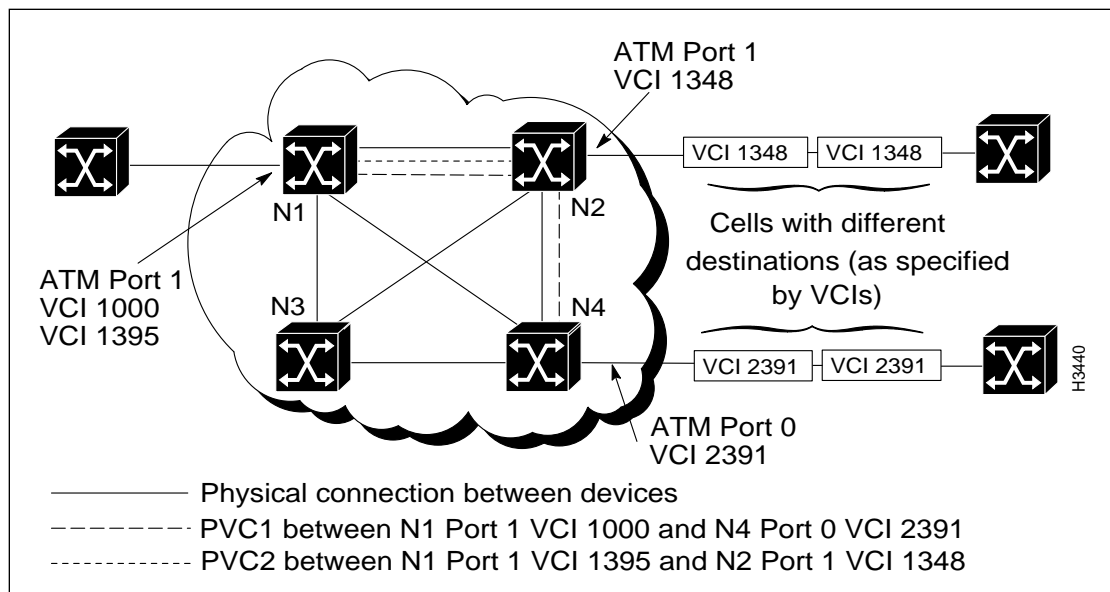 ATM Port 1
VCI 1348
VCI 1348
VCI 1348
N1
N2
Cells with different
destinations (as specified
by VCIs)
ATM Port 1
VCI 1000
VCI 1395
N3
N4
VCI 2391
VCI 2391
H3440
ATM Port 0
VCI 2391
Physical connection between devices
PVC1 between N1 Port 1 VCI 1000 and N4 Port 0 VCI 2391
PVC2 between N1 Port 1 VCI 1395 and N2 Port 1 VCI 1348